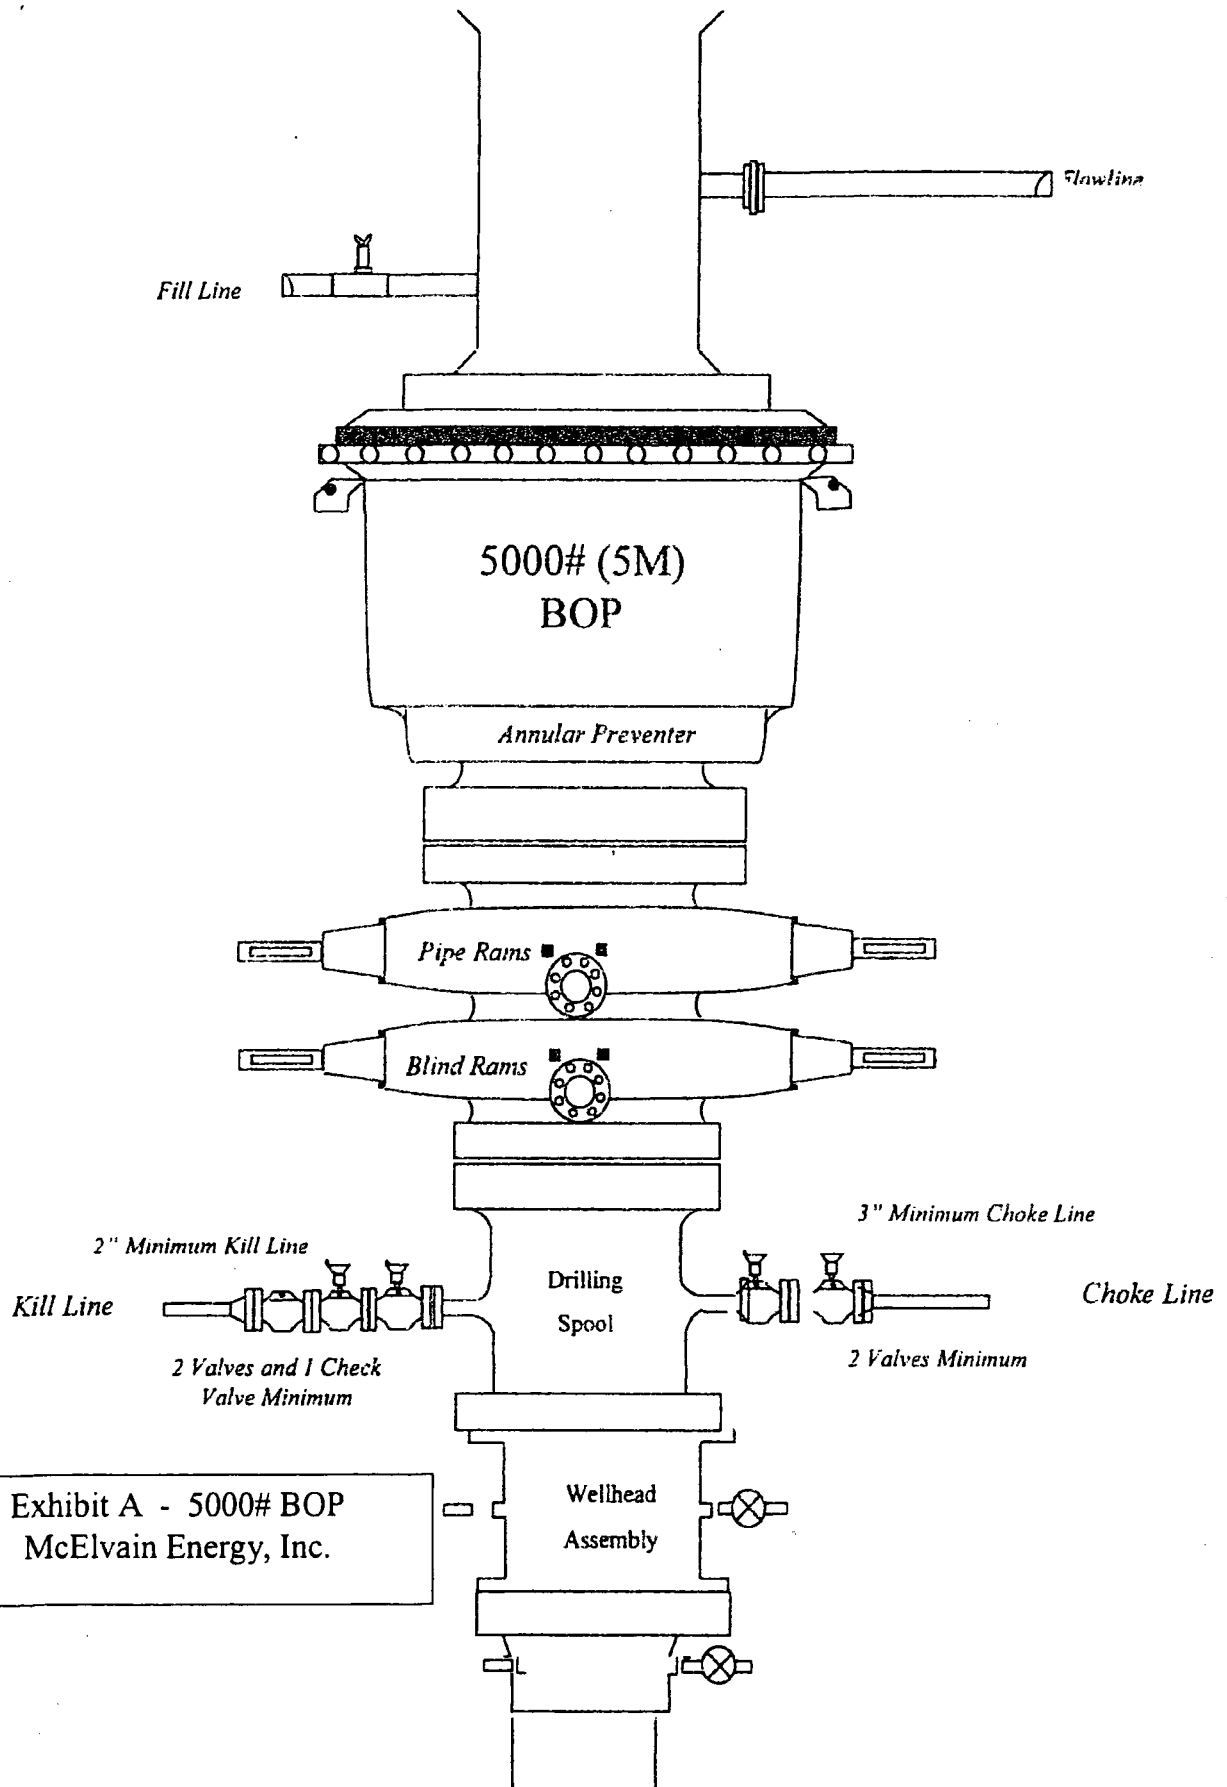 Flowline
Fill Line
5000# (5M)
BOP
Annular Preventer
Pipe Rams
Blind Rams
3" Minimum Choke Line
2" Minimum Kill Line
Drilling
Spool
Kill Line
Choke Line
2 Valves and 1 Check
Valve Minimum
2 Valves Minimum
Wellhead
Assembly
Exhibit A - 5000# BOP
McElvain Energy, Inc.